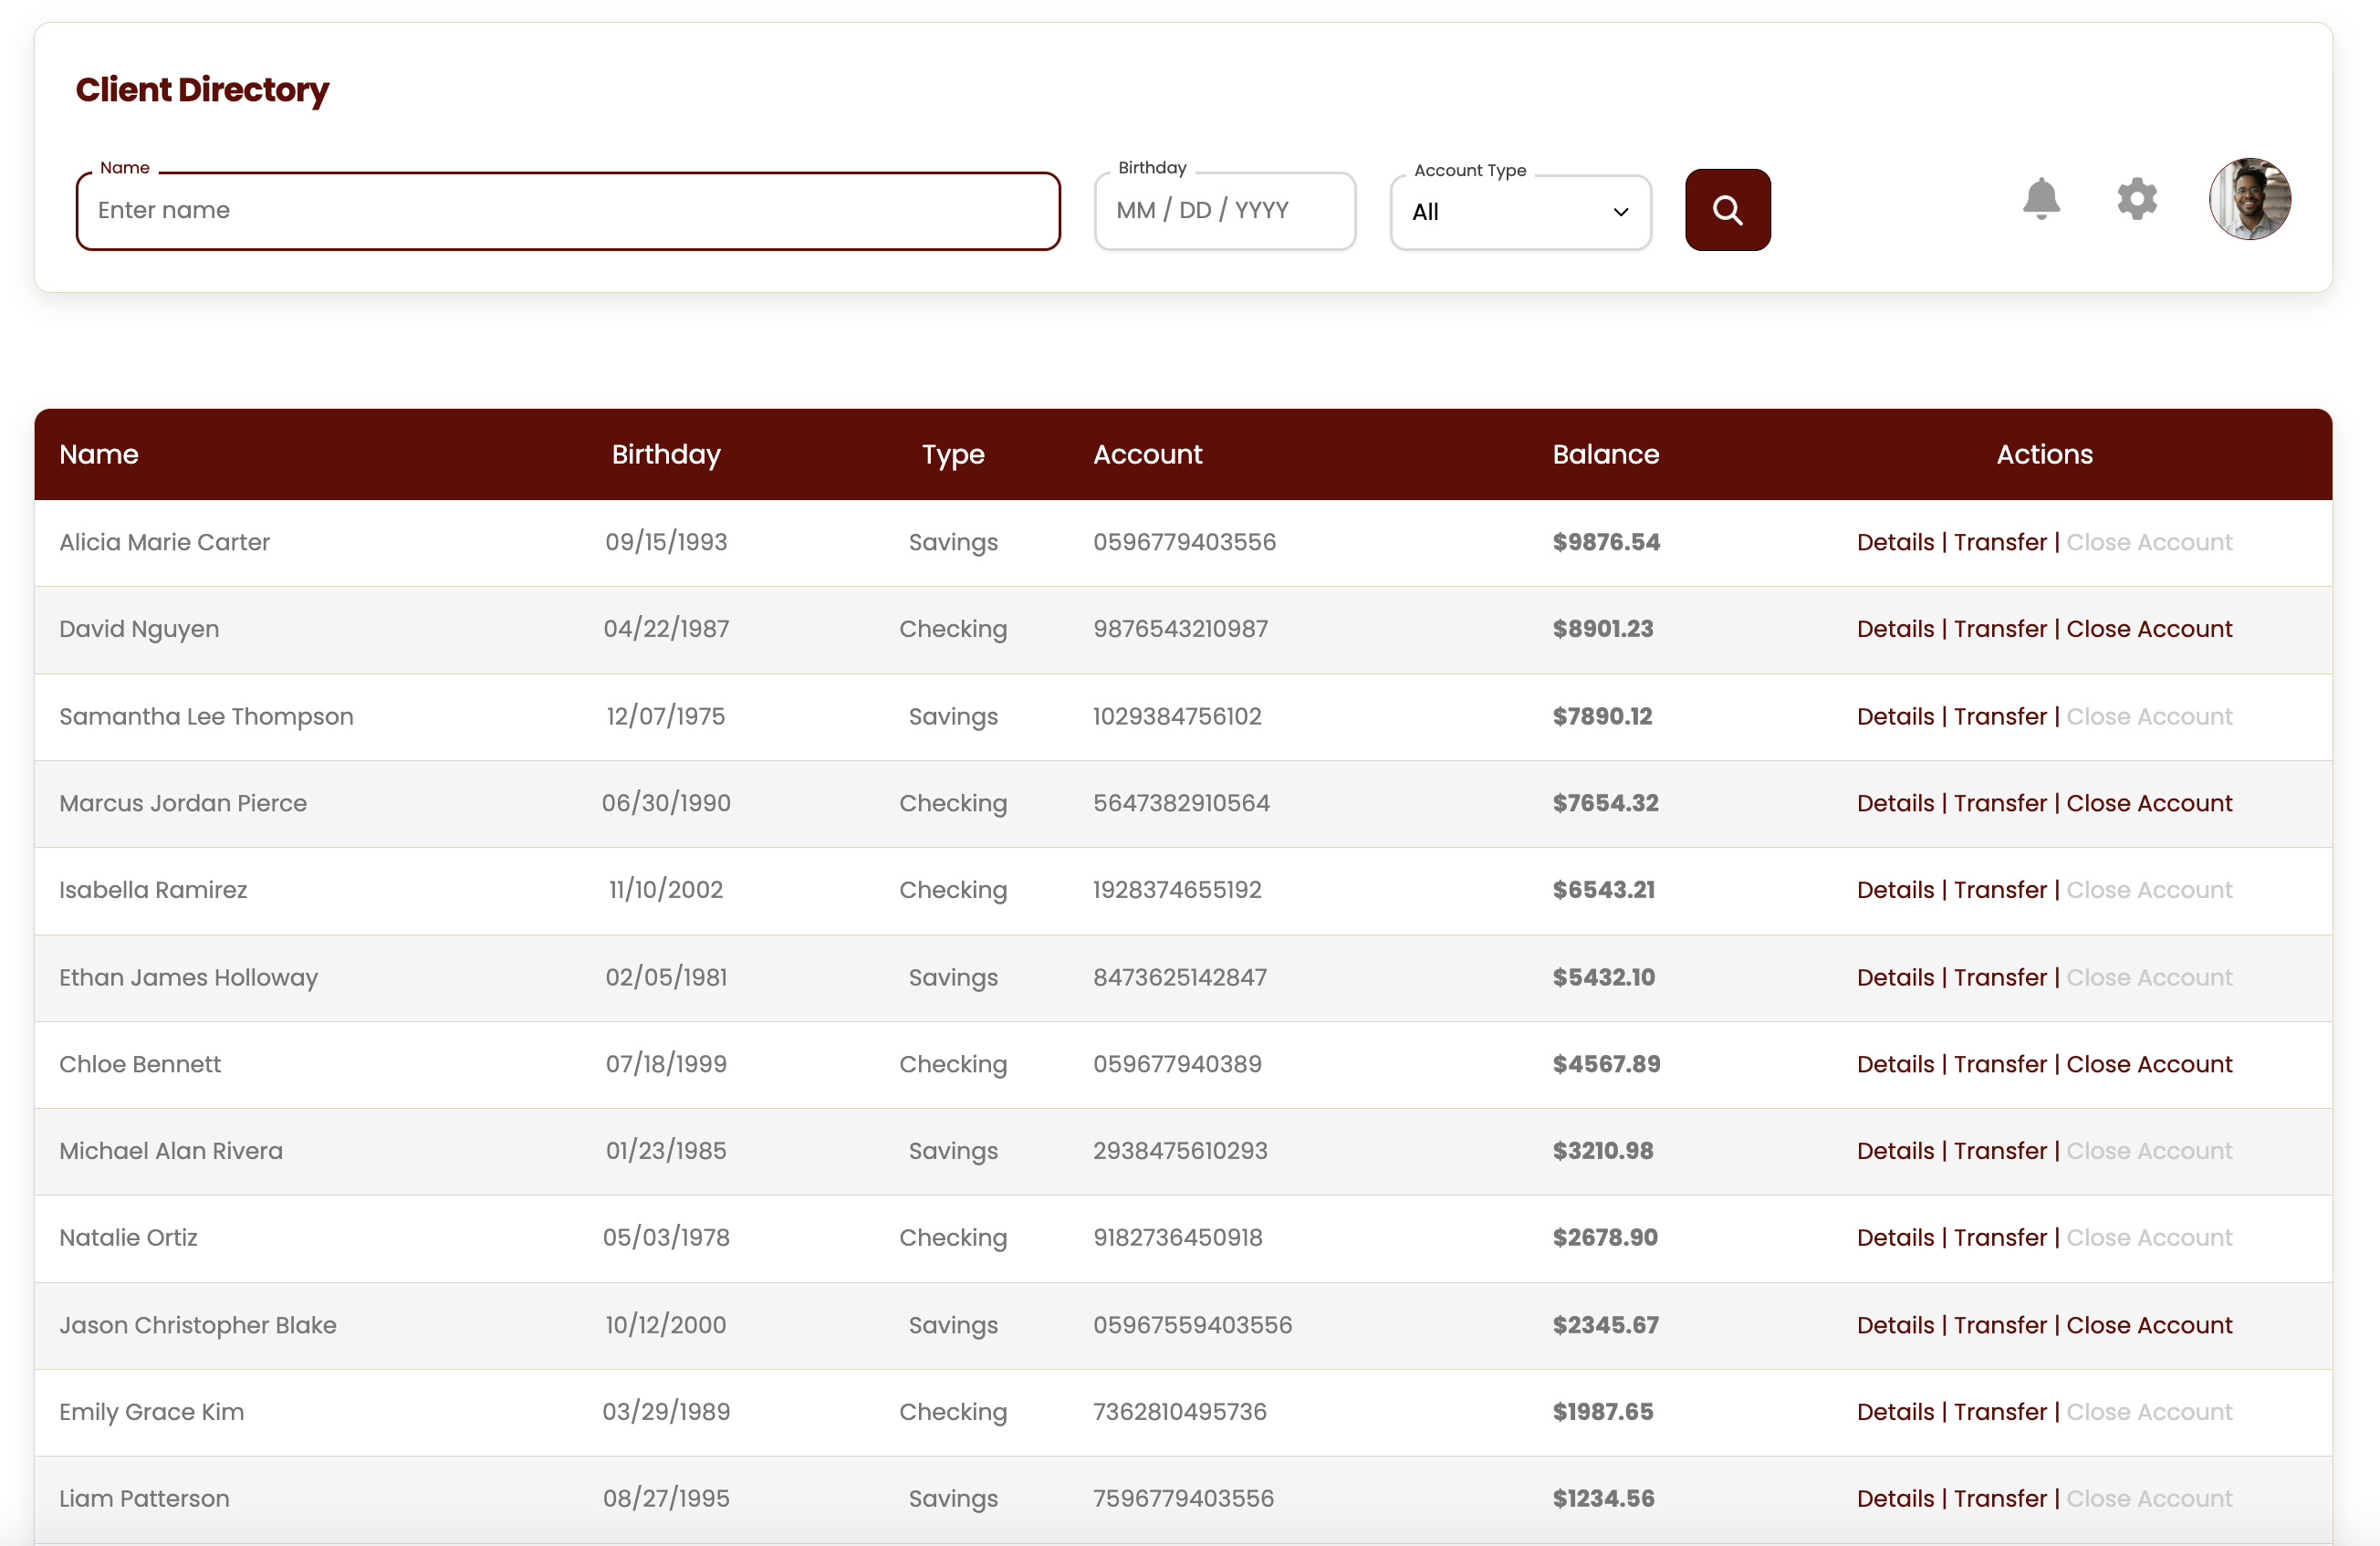 Client Directory
Name
Birthday
Account Type
Enter name
MM / DD / YYYY
All
Name Birthday Type Account Balance Actions
Alicia Marie Carter 09/15/1993 Savings 0596779403556 $9876.54 Details | Transfer | Close Account
David Nguyen 04/22/1987 Checking 9876543210987 $8901.23 Details | Transfer | Close Account
Samantha Lee Thompson 12/07/1975 Savings 1029384756102 $7890.12 Details | Transfer | Close Account
Marcus Jordan Pierce 06/30/1990 Checking 5647382910564 $7654.32 Details | Transfer | Close Account
Isabella Ramirez 11/10/2002 Checking 1928374655192 $6543.21 Details | Transfer | Close Account
Ethan James Holloway 02/05/1981 Savings 8473625142847 $5432.10 Details | Transfer | Close Account
Chloe Bennett 07/18/1999 Checking 059677940389 $4567.89 Details | Transfer | Close Account
Michael Alan Rivera 01/23/1985 Savings 2938475610293 $3210.98 Details | Transfer | Close Account
Natalie Ortiz 05/03/1978 Checking 9182736450918 $2678.90 Details | Transfer | Close Account
Jason Christopher Blake 10/12/2000 Savings 05967559403556 $2345.67 Details | Transfer | Close Account
Emily Grace Kim 03/29/1989 Checking 7362810495736 $1987.65 Details | Transfer | Close Account
Liam Patterson 08/27/1995 Savings 7596779403556 $1234.56 Details | Transfer | Close Account